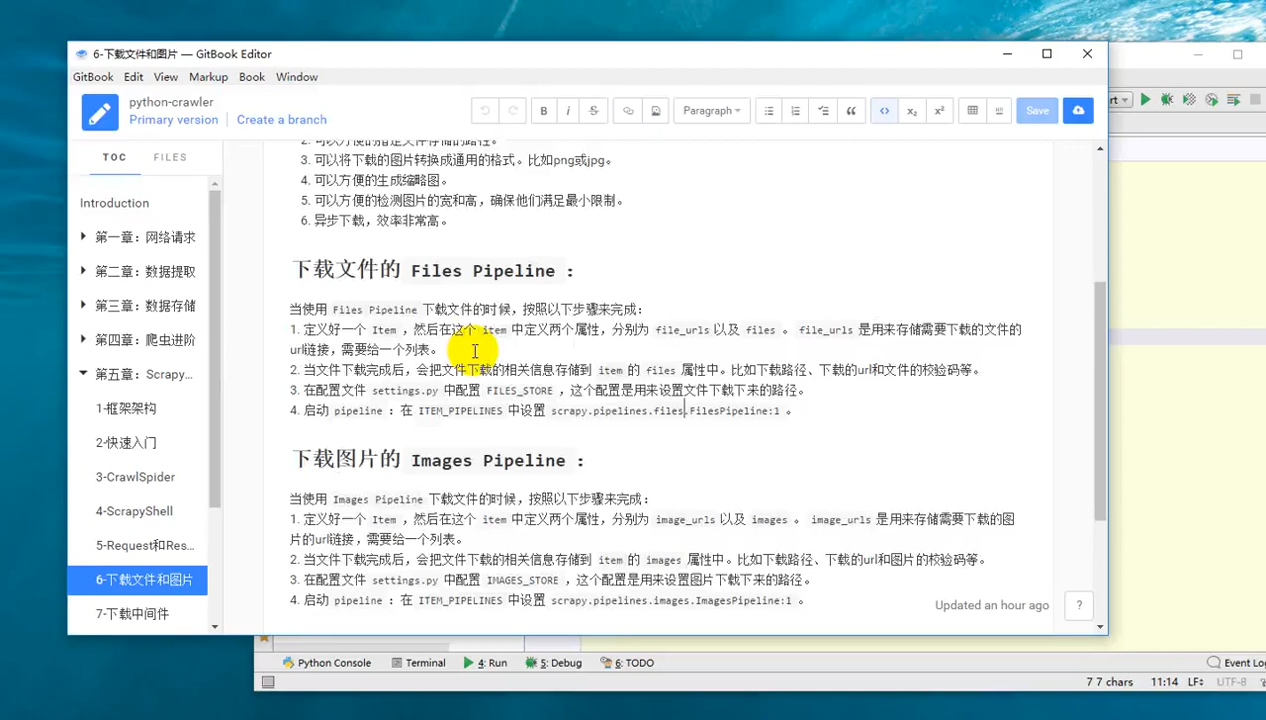 6-下载文件和图片 — GitBook Editor
GitBook Edit View Markup Book Window
python-crawler
Primary version Create a branch
B i S Paragraph x₂ x² Save
TOC FILES
Introduction
第一章：网络请求
第二章：数据提取
第三章：数据存储
第四章：爬虫进阶
第五章：Scrapy...
1-框架架构
2-快速入门
3-CrawlSpider
4-ScrapyShell
5-Request和Res...
6-下载文件和图片
7-下载中间件
2. 可以方便的指定文件存储的路径。
3. 可以将下载的图片转换成通用的格式。比如png或jpg。
4. 可以方便的生成缩略图。
5. 可以方便的检测图片的宽和高，确保他们满足最小限制。
6. 异步下载，效率非常高。
下载文件的 Files Pipeline ：
当使用 Files Pipeline 下载文件的时候，按照以下步骤来完成：
1. 定义好一个 Item ，然后在这个 item 中定义两个属性，分别为 file_urls 以及 files 。 file_urls 是用来存储需要下载的文件的
url链接，需要给一个列表。
2. 当文件下载完成后，会把文件下载的相关信息存储到 item 的 files 属性中。比如下载路径、下载的url和文件的校验码等。
3. 在配置文件 settings.py 中配置 FILES_STORE ，这个配置是用来设置文件下载下来的路径。
4. 启动 pipeline ：在 ITEM_PIPELINES 中设置 scrapy.pipelines.files.FilesPipeline:1 。
下载图片的 Images Pipeline ：
当使用 Images Pipeline 下载文件的时候，按照以下步骤来完成：
1. 定义好一个 Item ，然后在这个 item 中定义两个属性，分别为 image_urls 以及 images 。 image_urls 是用来存储需要下载的图
片的url链接，需要给一个列表。
2. 当文件下载完成后，会把文件下载的相关信息存储到 item 的 images 属性中。比如下载路径、下载的url和图片的校验码等。
3. 在配置文件 settings.py 中配置 IMAGES_STORE ，这个配置是用来设置图片下载下来的路径。
4. 启动 pipeline ：在 ITEM_PIPELINES 中设置 scrapy.pipelines.images.ImagesPipeline:1 。
Updated an hour ago ?
rt
Python Console Terminal 4: Run 5: Debug 6: TODO Event Log
7 7 chars 11:14 LF÷ UTF-8